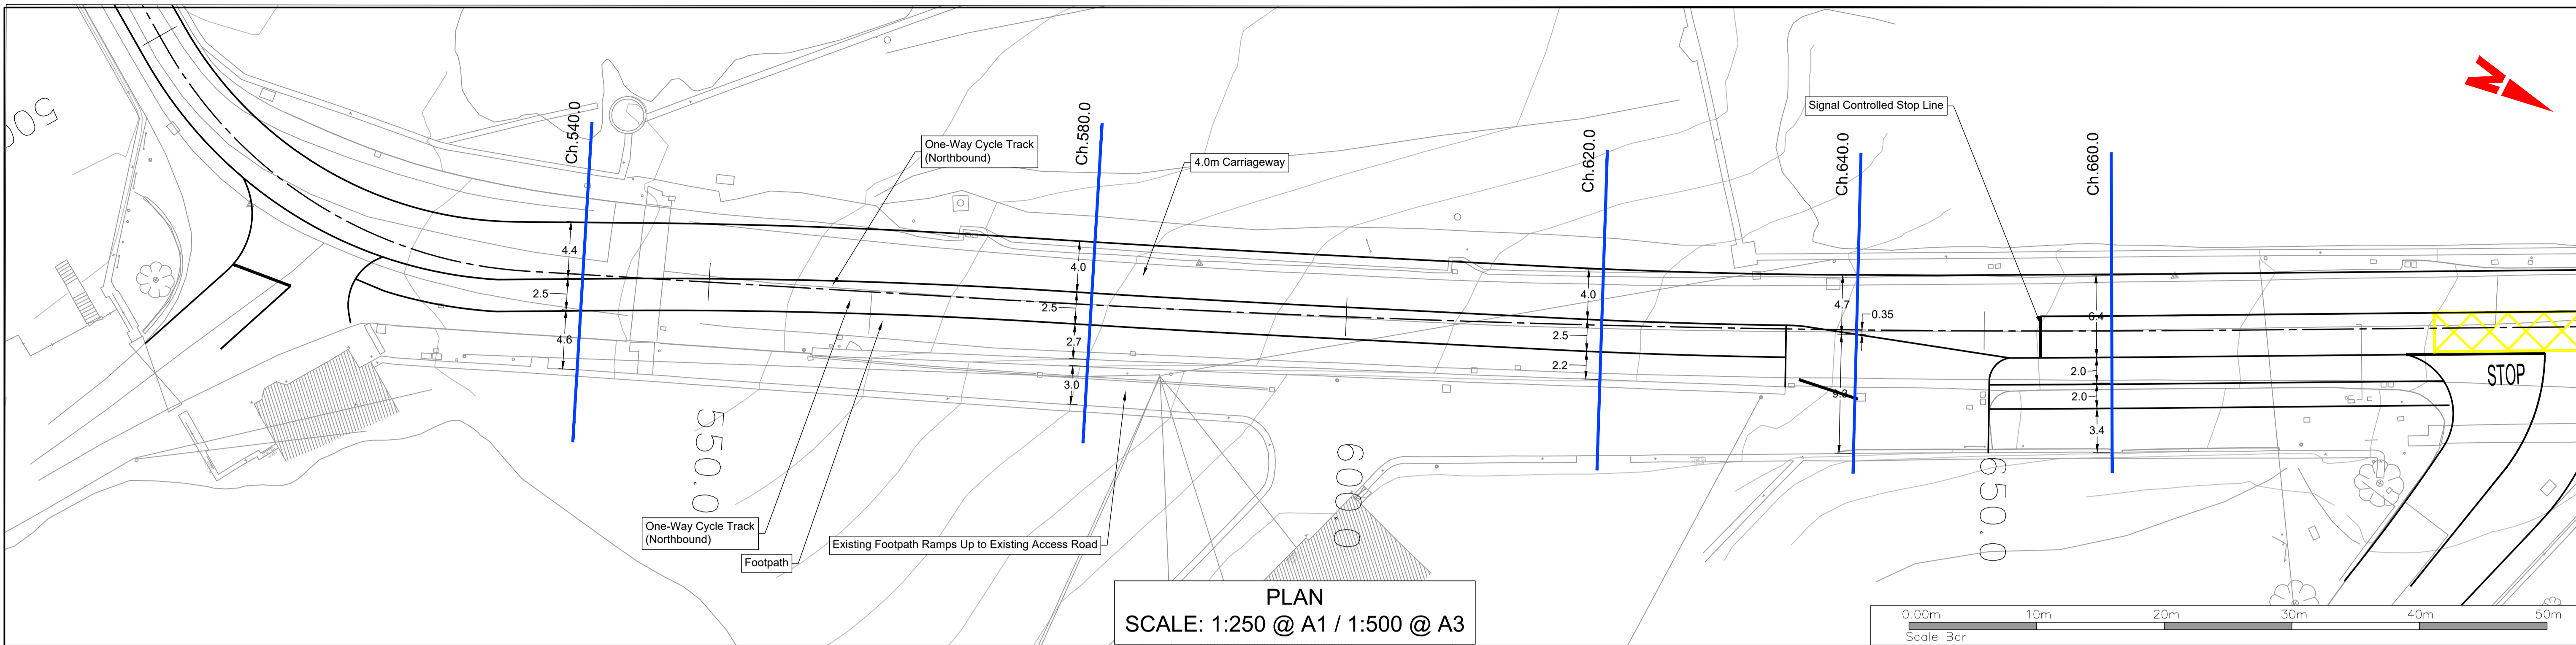 500
N
Ch.540.0
Ch.580.0
Ch.620.0
Ch.640.0
Ch.660.0
One-Way Cycle Track
(Northbound)
4.0m Carriageway
Signal Controlled Stop Line
4.4
2.5
4.6
4.0
2.5
2.7
3.0
4.0
2.5
2.2
4.7
0.35
9.3
6.4
2.0
2.0
3.4
STOP
550.0
600.0
650.0
One-Way Cycle Track
(Northbound)
Footpath
Existing Footpath Ramps Up to Existing Access Road
PLAN
SCALE: 1:250 @ A1 / 1:500 @ A3
0.00m 10m 20m 30m 40m 50m
Scale Bar